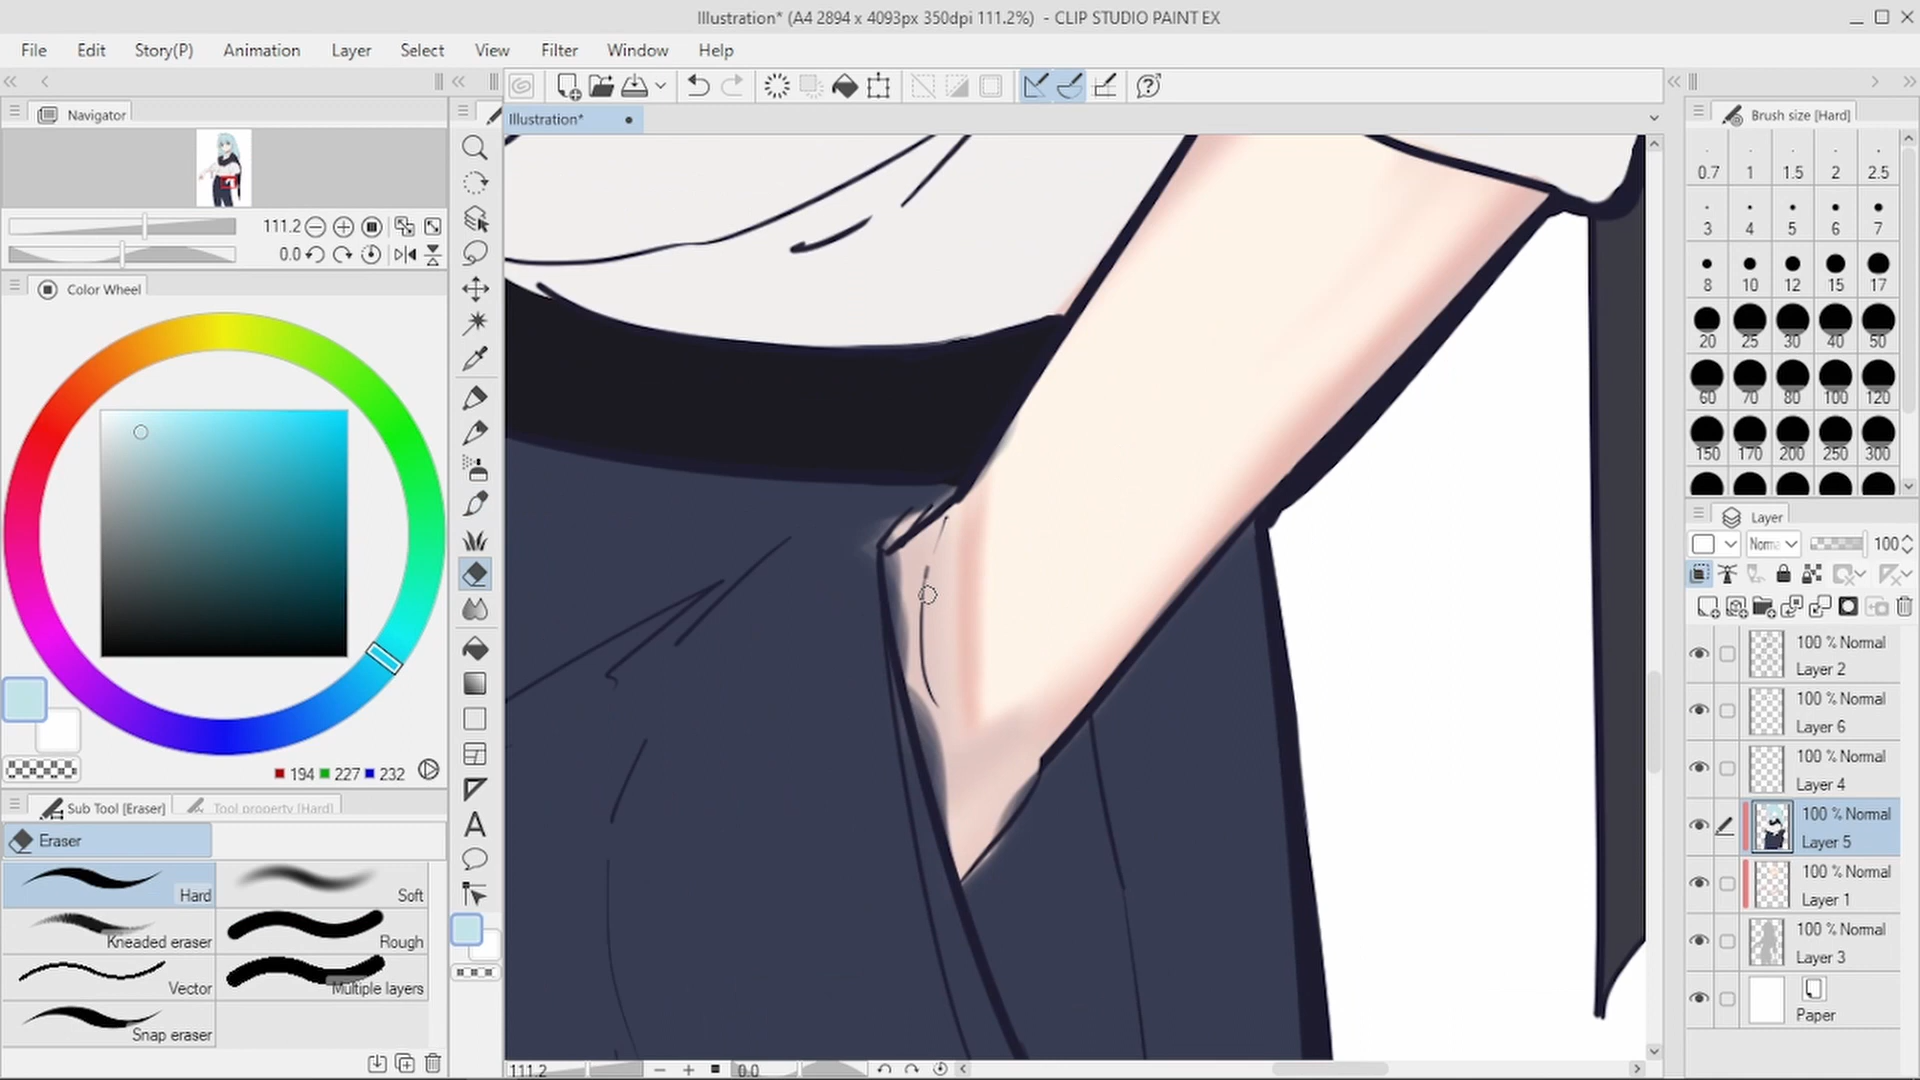 Illustration* (A4 2894 x 4093px 350dpi 111.2%) - CLIP STUDIO PAINT EX
File Edit Story(P) Animation Layer Select View Filter Window Help
Navigator
111.2
0.0
Color Wheel
194 227 232
Sub Tool [Eraser]
Tool property [Hard]
Eraser
Hard
Soft
Kneaded eraser
Rough
Vector
Multiple layers
Snap eraser
A
Illustration*
111.2
0.0
Brush size [Hard]
0.7 1 1.5 2 2.5
3 4 5 6 7
8 10 12 15 17
20 25 30 40 50
60 70 80 100 120
150 170 200 250 300
Layer
Norma 100
100 % Normal
Layer 2
100 % Normal
Layer 6
100 % Normal
Layer 4
100 % Normal
Layer 5
100 % Normal
Layer 1
100 % Normal
Layer 3
Paper